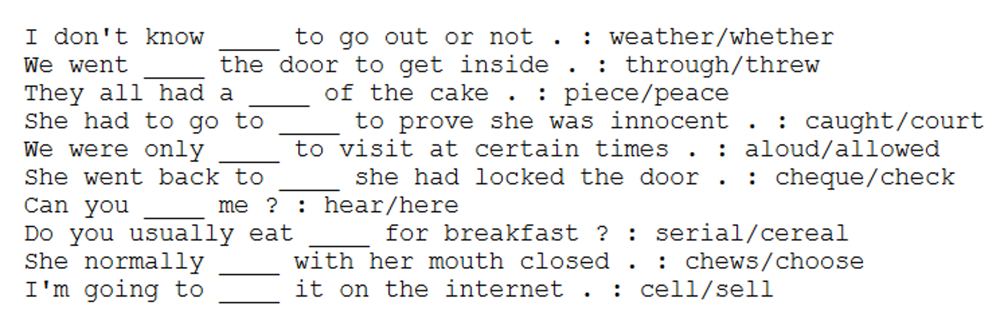 I don't know ____ to go out or not . : weather/whether
We went ____ the door to get inside . : through/threw
They all had a ____ of the cake . : piece/peace
She had to go to ____ to prove she was innocent . : caught/court
We were only ____ to visit at certain times . : aloud/allowed
She went back to ____ she had locked the door . : cheque/check
Can you ____ me ? : hear/here
Do you usually eat ____ for breakfast ? : serial/cereal
She normally ____ with her mouth closed . : chews/choose
I'm going to ____ it on the internet . : cell/sell